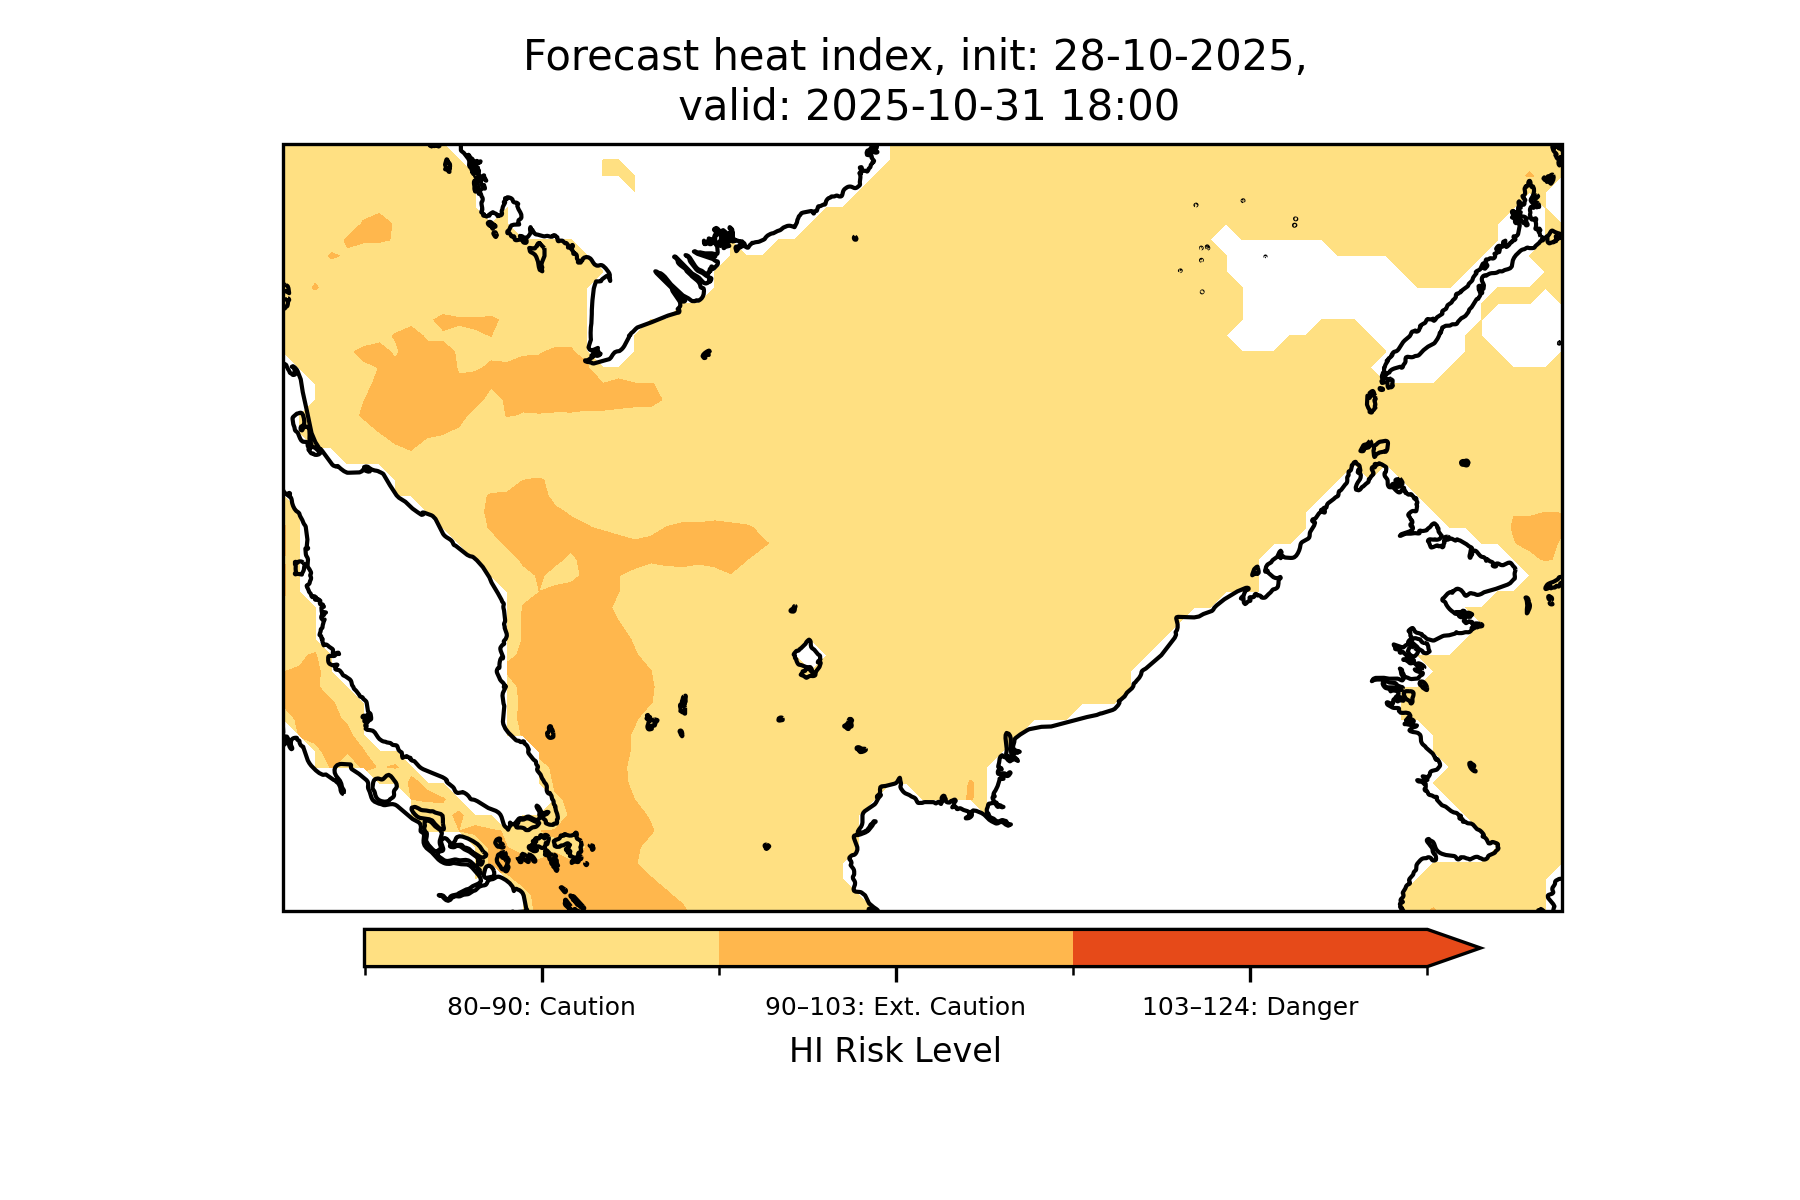 Forecast heat index, init: 28-10-2025,
valid: 2025-10-31 18:00
80–90: Caution
90–103: Ext. Caution
103–124: Danger
HI Risk Level